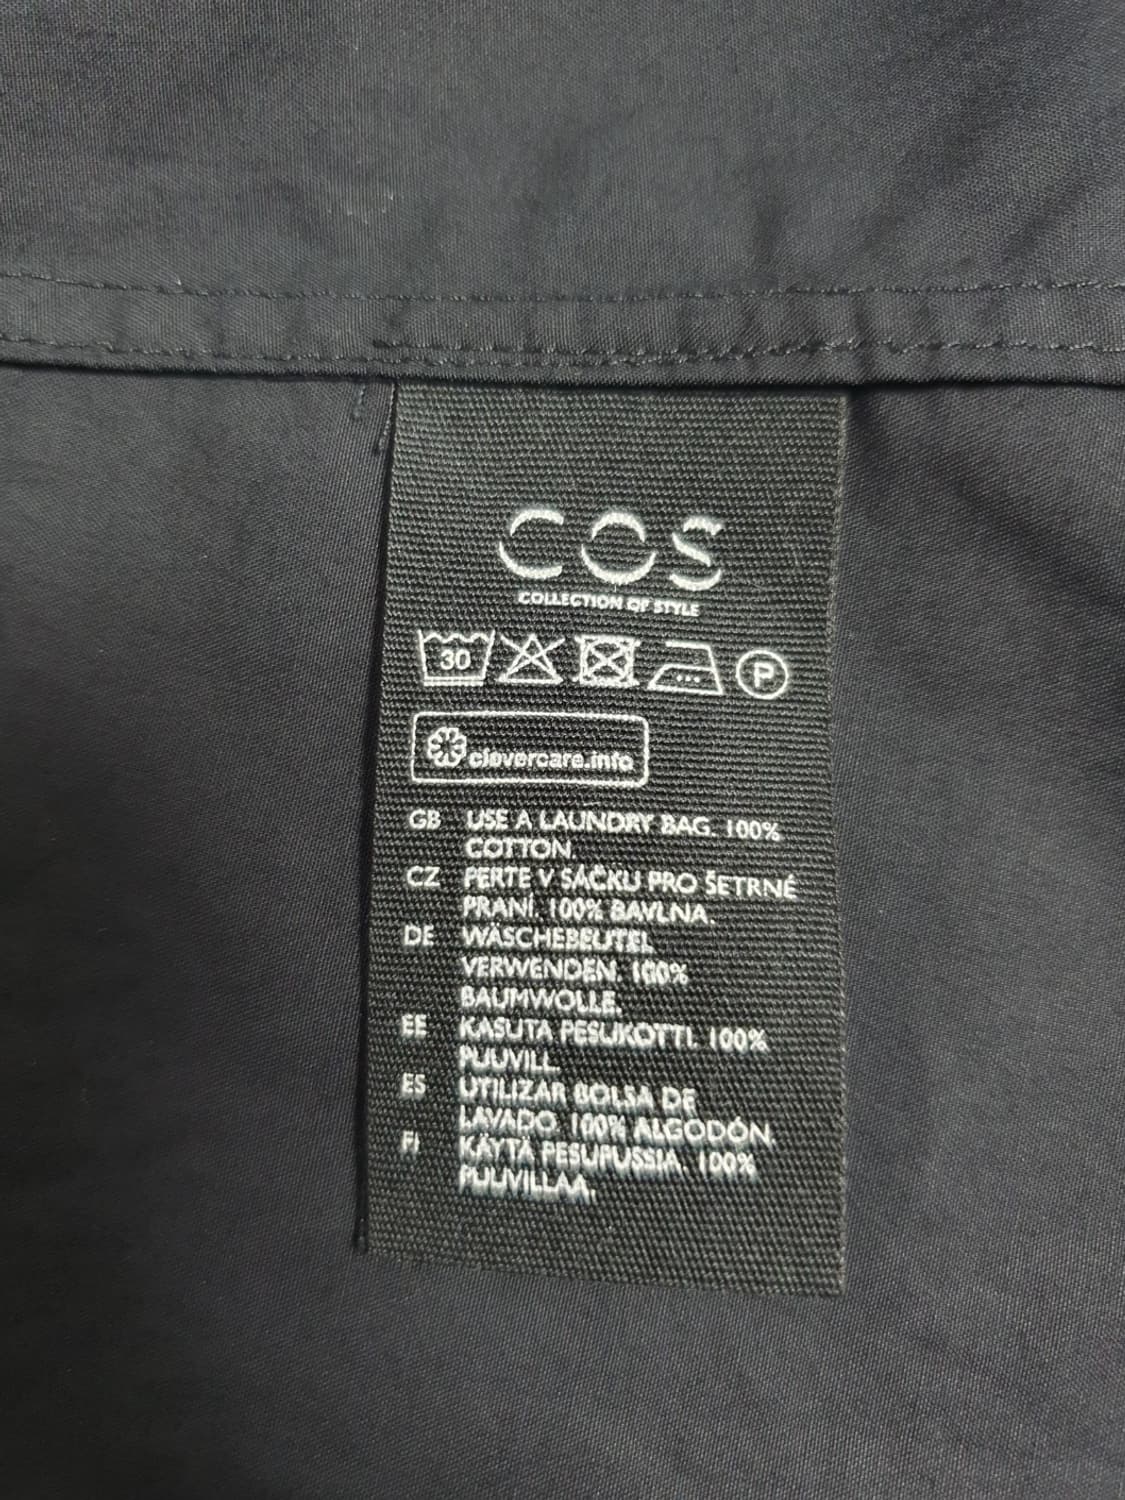 COS
COLLECTION OF STYLE
30
P
clevercare.info
GB USE A LAUNDRY BAG. 100%
COTTON.
CZ PERTE V SÁČKU PRO ŠETRNÉ
PRANÍ. 100% BAVLNA.
DE WÄSCHEBEUTEL
VERWENDEN. 100%
BAUMWOLLE.
EE KASUTA PESUKOTTI. 100%
PUUVILL.
ES UTILIZAR BOLSA DE
LAVADO. 100% ALGODÓN.
FI KÄYTÄ PESUPUSSIA. 100%
PUUVILLAA.